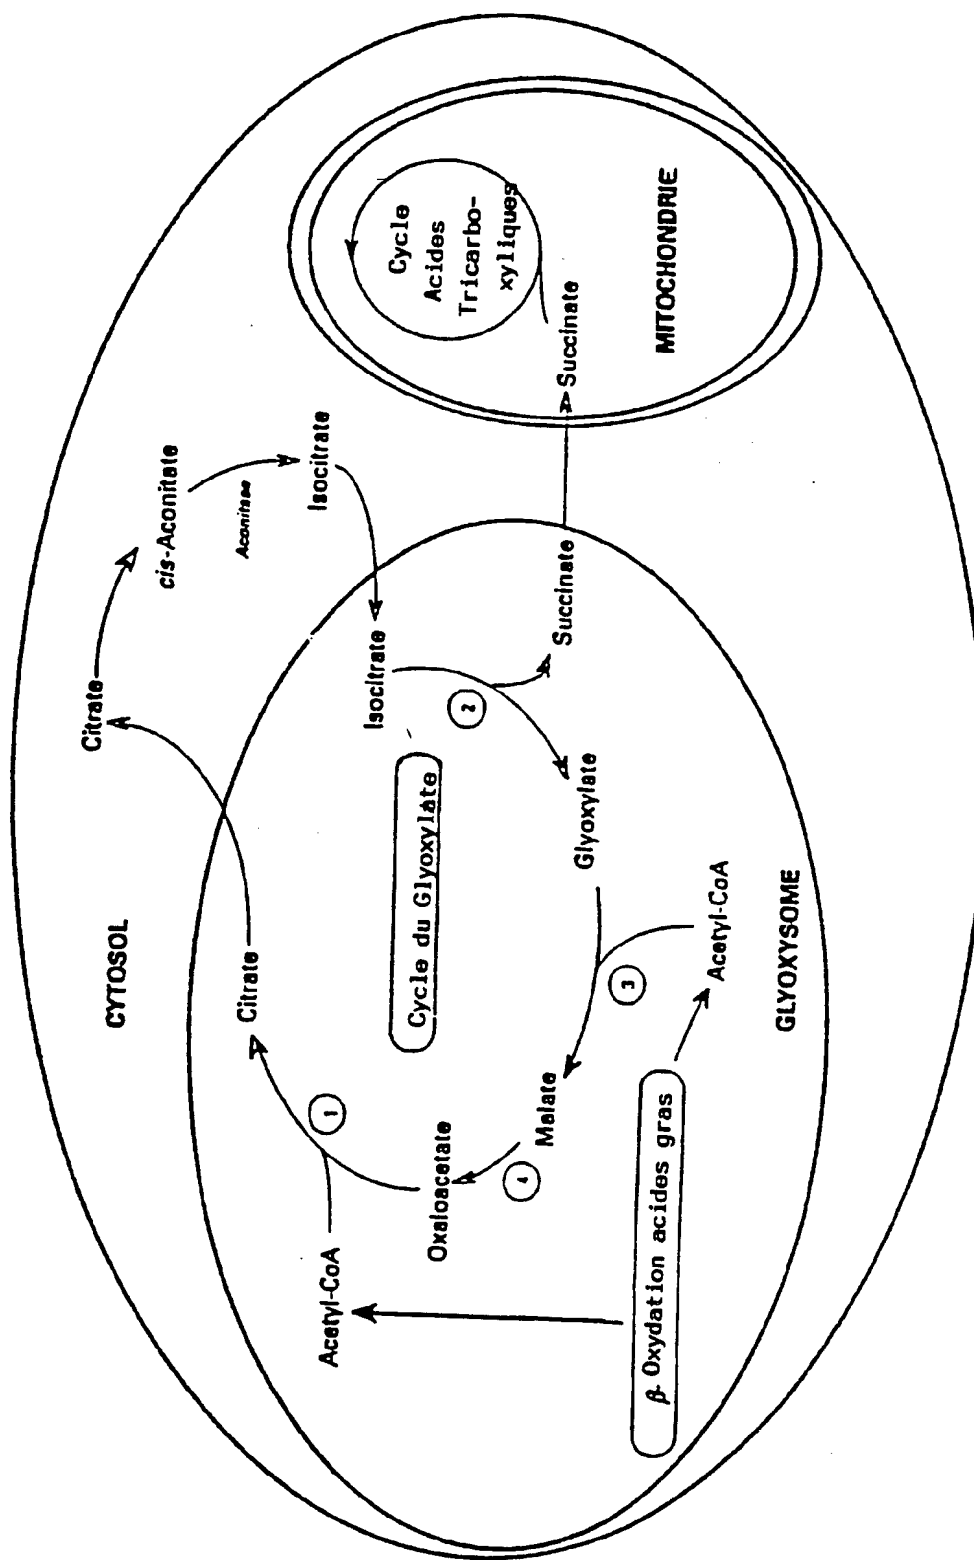 CYTOSOL
Citrate
cis-Aconitate
Aconitase
Isocitrate
Citrate
Isocitrate
Acetyl-CoA
1
2
Cycle du Glyoxylate
Oxaloacetate
4
Malate
3
Glyoxylate
Succinate
Acetyl-CoA
β- Oxydation acides gras
GLYOXYSOME
Cycle
Acides
Tricarbo-
xyliques
Succinate
MITOCHONDRIE